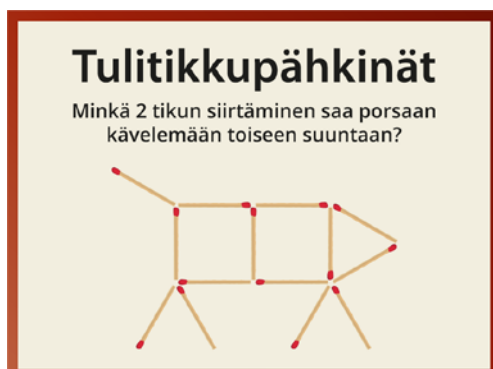 Tulitikkupähkinät
Minkä 2 tikun siirtäminen saa porsaan
kävelemään toiseen suuntaan?